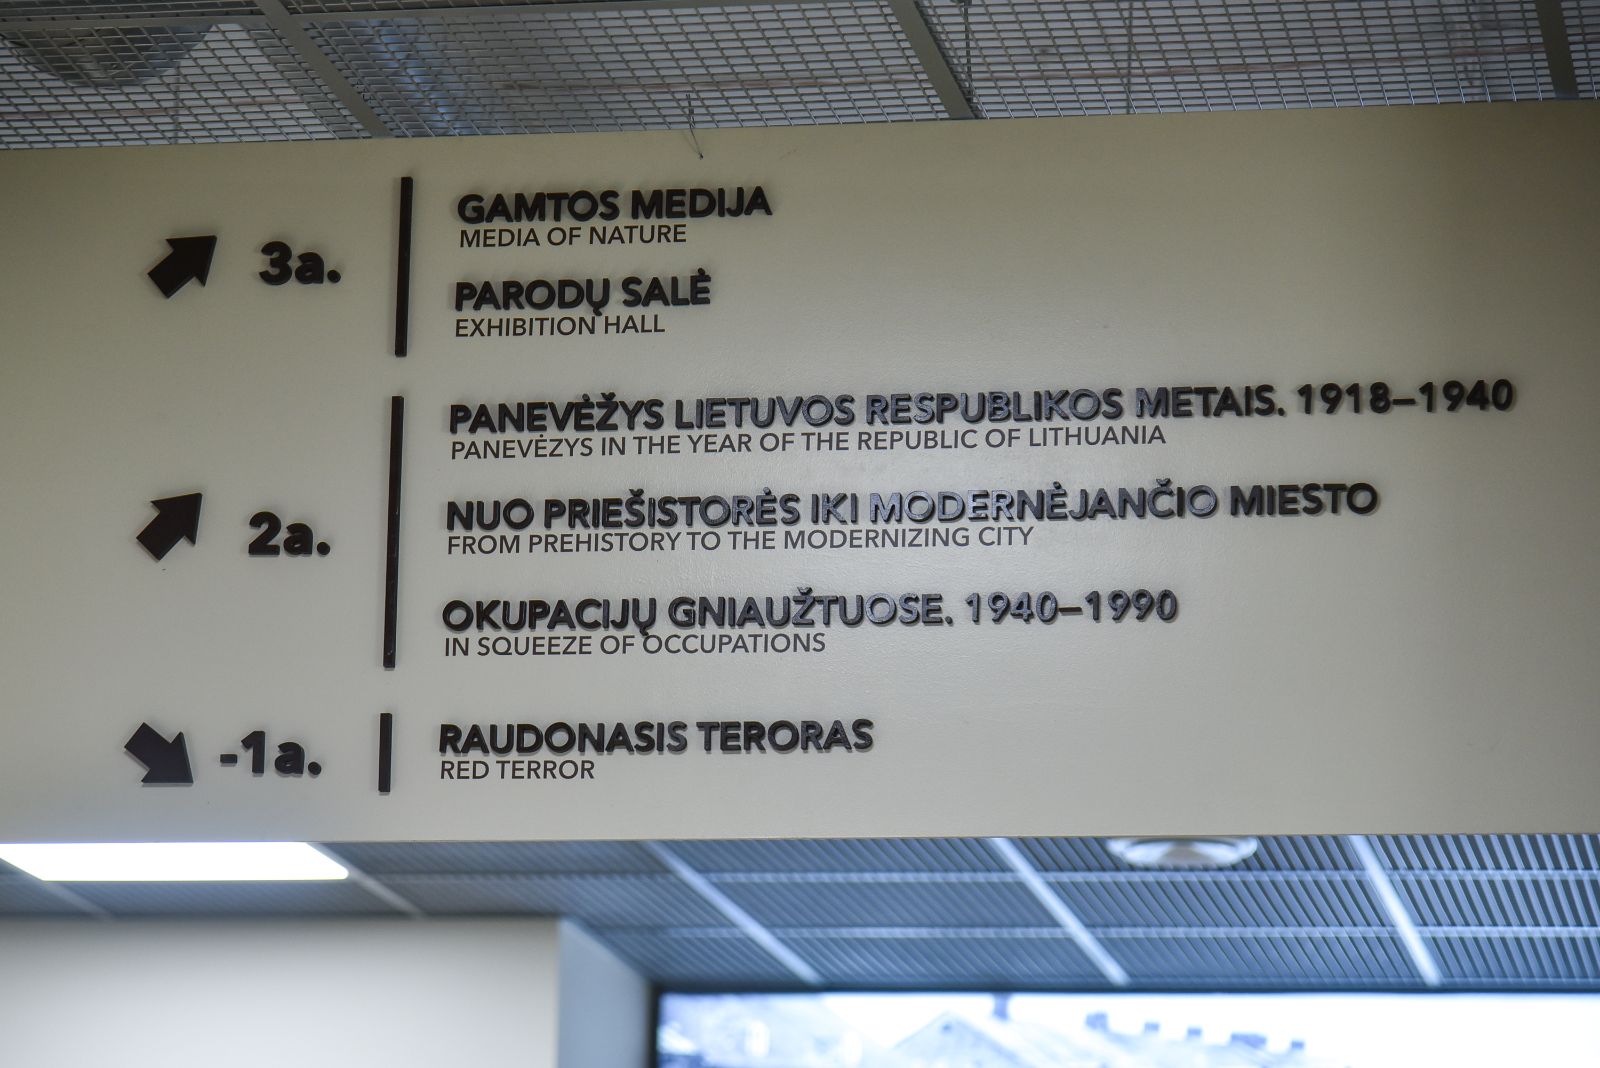 3a.
GAMTOS MEDIJA
MEDIA OF NATURE
PARODŲ SALĖ
EXHIBITION HALL
2a.
PANEVĖŽYS LIETUVOS RESPUBLIKOS METAIS. 1918–1940
PANEVĖZYS IN THE YEAR OF THE REPUBLIC OF LITHUANIA
NUO PRIEŠISTORĖS IKI MODERNĖJANČIO MIESTO
FROM PREHISTORY TO THE MODERNIZING CITY
OKUPACIJŲ GNIAUŽTUOSE. 1940–1990
IN SQUEEZE OF OCCUPATIONS
-1a.
RAUDONASIS TERORAS
RED TERROR